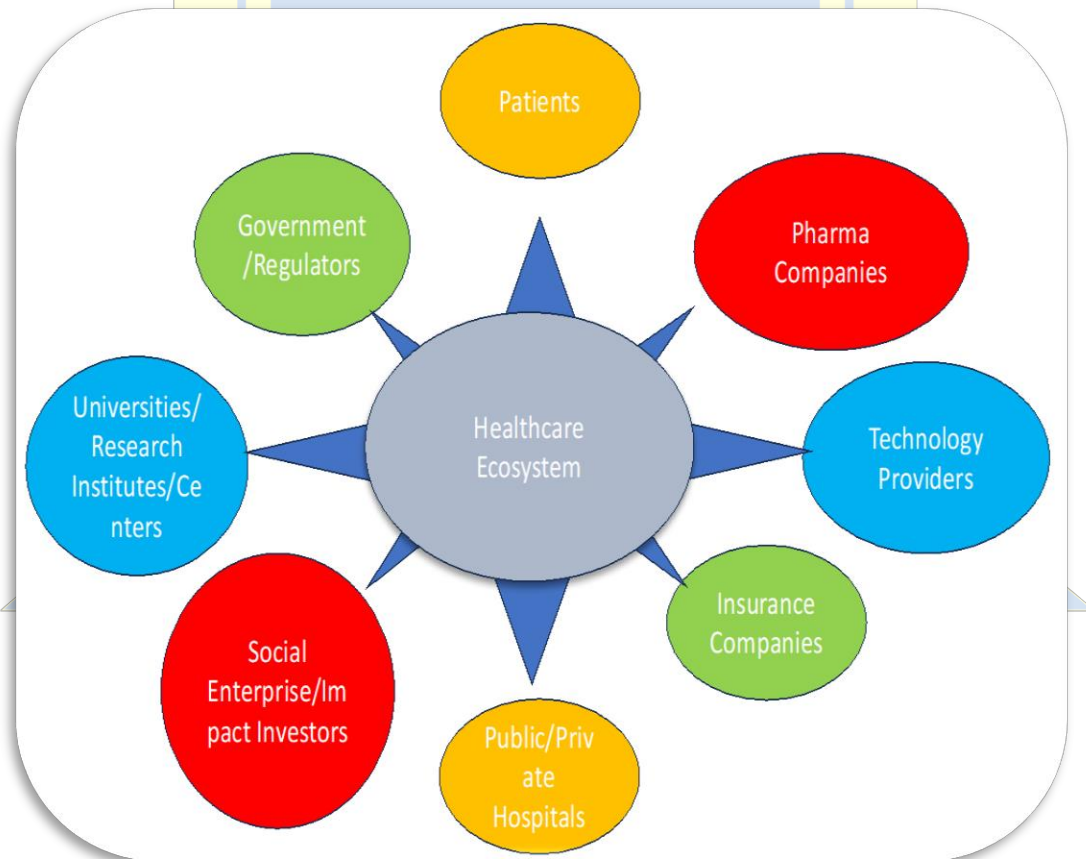 Patients
Government
/Regulators
Pharma
Companies
Universities/
Research
Institutes/Ce
nters
Healthcare
Ecosystem
Technology
Providers
Insurance
Companies
Social
Enterprise/Im
pact Investors
Public/Priv
ate
Hospitals